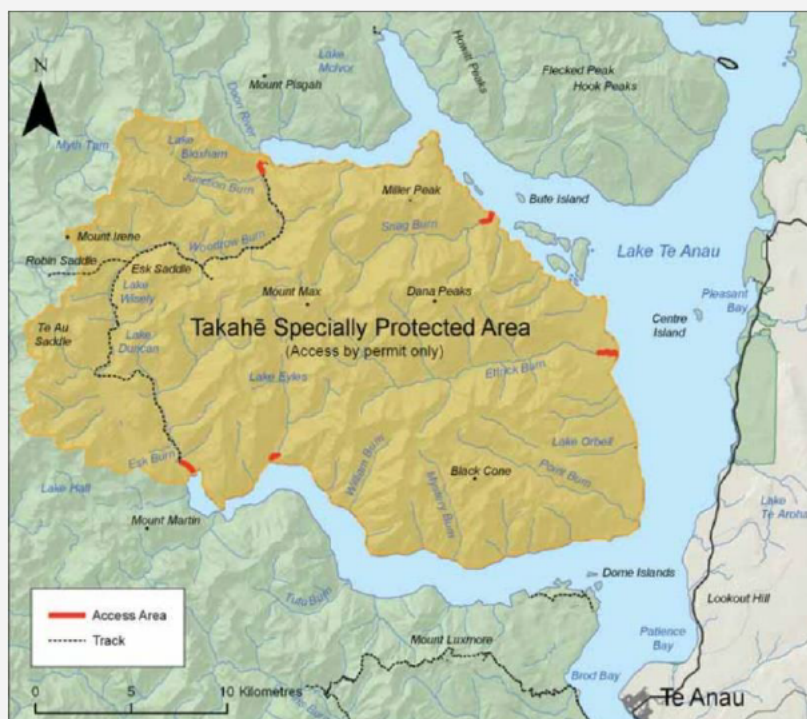 N
Lake
McIvor
Mount Pisgah
Doon River
Howitt Peaks
Flecked Peak
Hook Peaks
Myth Tarn
Lake
Bloxham
Junction Burn
Miller Peak
Bute Island
Snag Burn
Mount Irene
Woodrow Burn
Robin Saddle
Esk Saddle
Lake Te Anau
Lake
Wisely
Mount Max
Dana Peaks
Pleasant
Bay
Centre
Island
Te Au
Saddle
Takahē Specially Protected Area
(Access by permit only)
Lake
Duncan
Lake Eyles
Ettrick Burn
Lake Orbell
Esk Burn
William Burn
Mystery Burn
Black Cone
Point Burn
Lake Hall
Mount Martin
Lake
Te Aroha
Dome Islands
Lookout Hill
Tutu Burn
Access Area
Track
Mount Luxmore
Patience
Bay
Brod Bay
0 5 10 Kilometres
Te Anau